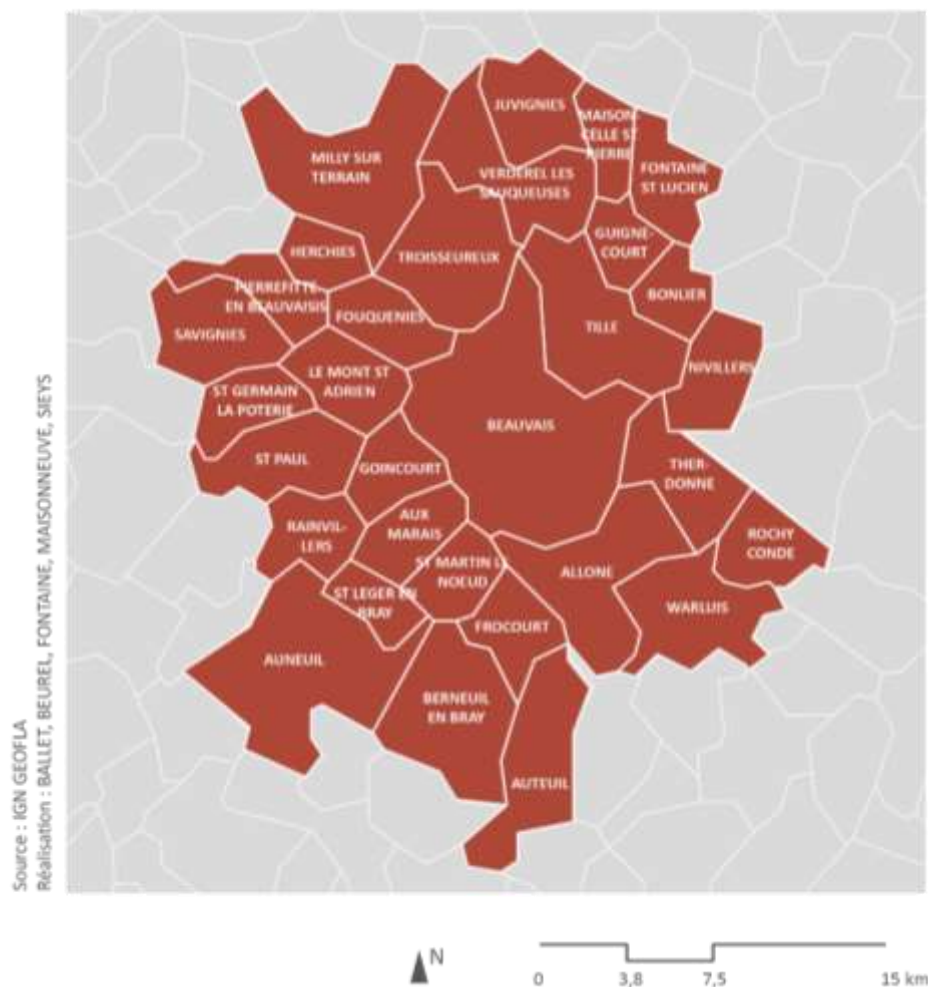 JUVIGNIES
MAISON-
CELLE ST
PIERRE
MILLY SUR
TERRAIN
VERDEREL LES
SAUQUEUSES
FONTAINE
ST LUCIEN
GUIGNE-
COURT
HERCHIES
TROISSEUREUX
PIERREFITTE
EN BEAUVAISIS
BONLIER
FOUQUENIES
TILLE
SAVIGNIES
NIVILLERS
LE MONT ST
ADRIEN
ST GERMAIN
LA POTERIE
BEAUVAIS
ST PAUL
GOINCOURT
THER-
DONNE
AUX
MARAIS
RAINVIL-
LERS
ROCHY
CONDE
ST MARTIN L
NOEUD
ALLONE
ST LEGER EN
BRAY
WARLUIS
FROCOURT
AUNEUIL
BERNEUIL
EN BRAY
AUTEUIL
Source : IGN GEOFLA
Réalisation : BALLET, BEUREL, FONTAINE, MAISONNEUVE, SIEYS
N
0 3,8 7,5 15 km